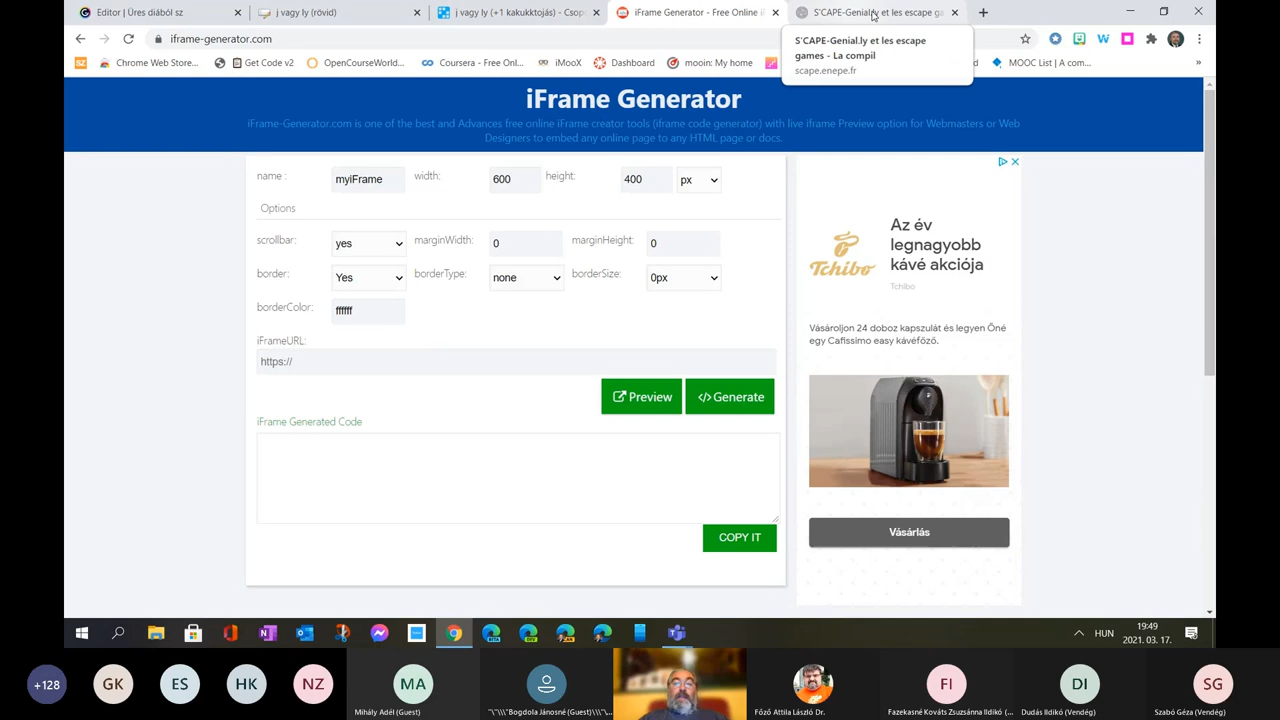 Editor | Üres diából sz
j vagy ly (rövid)
j vagy ly (+1 kakukktojás) - Csop
iFrame Generator - Free Online i
S'CAPE-Genial.ly et les escape ga
iframe-generator.com
S'CAPE-Genial.ly et les escape
games - La compil
scape.enepe.fr
Chrome Web Store...
Get Code v2
OpenCourseWorld...
Coursera - Free Onl...
iMooX
Dashboard
mooin: My home
MOOC List | A com...
»
iFrame Generator
iFrame-Generator.com is one of the best and Advances free online iFrame creator tools (iframe code generator) with live iframe Preview option for Webmasters or Web
Designers to embed any online page to any HTML page or docs.
name :
myiFrame
width:
600
height:
400
px
Options
scrollbar:
yes
marginWidth:
0
marginHeight:
0
border:
Yes
borderType:
none
borderSize:
0px
borderColor:
ffffff
iFrameURL:
https://
Preview
</> Generate
iFrame Generated Code
COPY IT
Tchibo
Az év
legnagyobb
kávé akciója
Tchibo
Vásároljon 24 doboz kapszulát és legyen Öné
egy Cafissimo easy kávéfőző.
Vásárlás
HUN
19:49
2021. 03. 17.
+128
GK
ES
HK
NZ
MA
Mihály Adél (Guest)
"\"\\\"Bogdola Jánosné (Guest)\\\"\...
Főző Attila László Dr.
FI
Fazekasné Kováts Zsuzsánna Ildikó (...
DI
Dudás Ildikó (Vendég)
SG
Szabó Géza (Vendég)